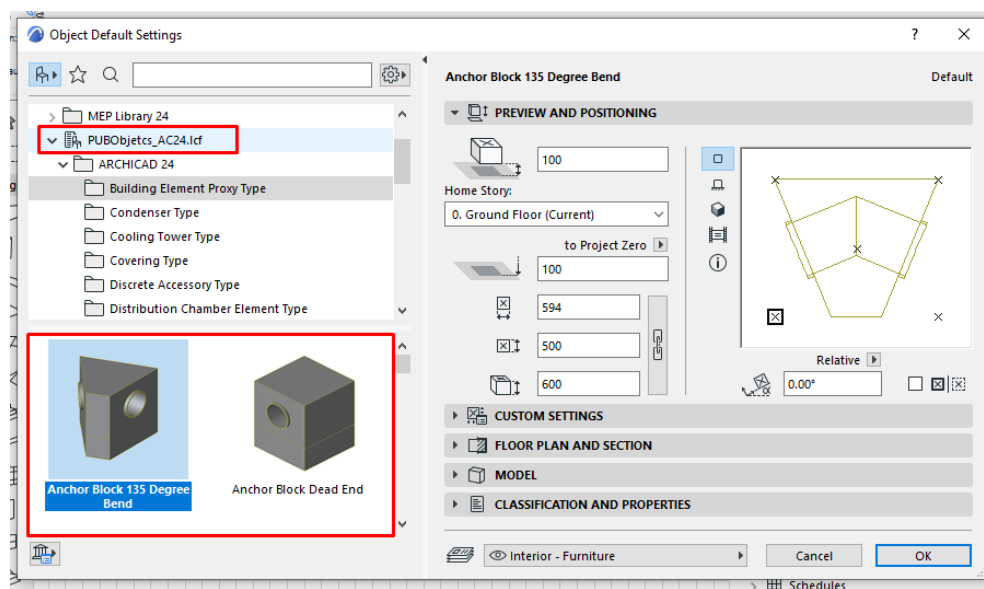 Object Default Settings
?
MEP Library 24
PUBObjetcs_AC24.lcf
ARCHICAD 24
Building Element Proxy Type
Condenser Type
Cooling Tower Type
Covering Type
Discrete Accessory Type
Distribution Chamber Element Type
Anchor Block 135 Degree
Bend
Anchor Block Dead End
Anchor Block 135 Degree Bend
Default
PREVIEW AND POSITIONING
100
Home Story:
0. Ground Floor (Current)
to Project Zero
100
594
500
600
Relative
0.00°
CUSTOM SETTINGS
FLOOR PLAN AND SECTION
MODEL
CLASSIFICATION AND PROPERTIES
Interior - Furniture
Cancel
OK
Schedules